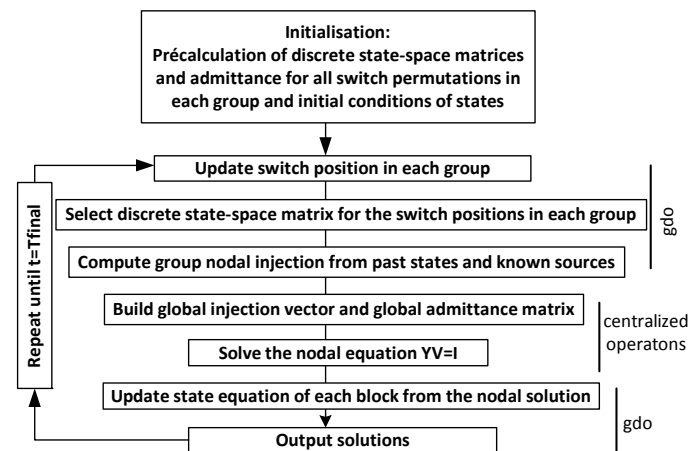 Initialisation:
Précalculation of discrete state-space matrices
and admittance for all switch permutations in
each group and initial conditions of states
Update switch position in each group
Select discrete state-space matrix for the switch positions in each group
Compute group nodal injection from past states and known sources
gdo
Repeat until t=Tfinal
Build global injection vector and global admittance matrix
Solve the nodal equation YV=I
centralized
operatons
Update state equation of each block from the nodal solution
Output solutions
gdo